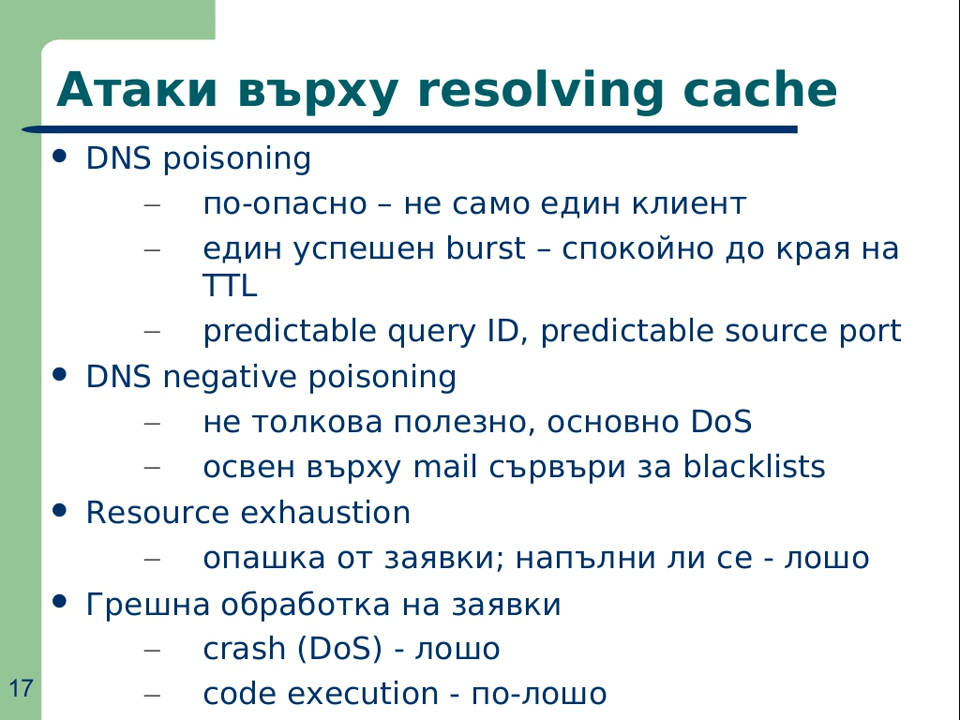 Атаки върху resolving cache
● DNS poisoning
– по-опасно – не само един клиент
– един успешен burst – спокойно до края на
TTL
– predictable query ID, predictable source port
● DNS negative poisoning
– не толкова полезно, основно DoS
– освен върху mail сървъри за blacklists
● Resource exhaustion
– опашка от заявки; напълни ли се - лошо
● Грешна обработка на заявки
– crash (DoS) - лошо
– code execution - по-лошо
17